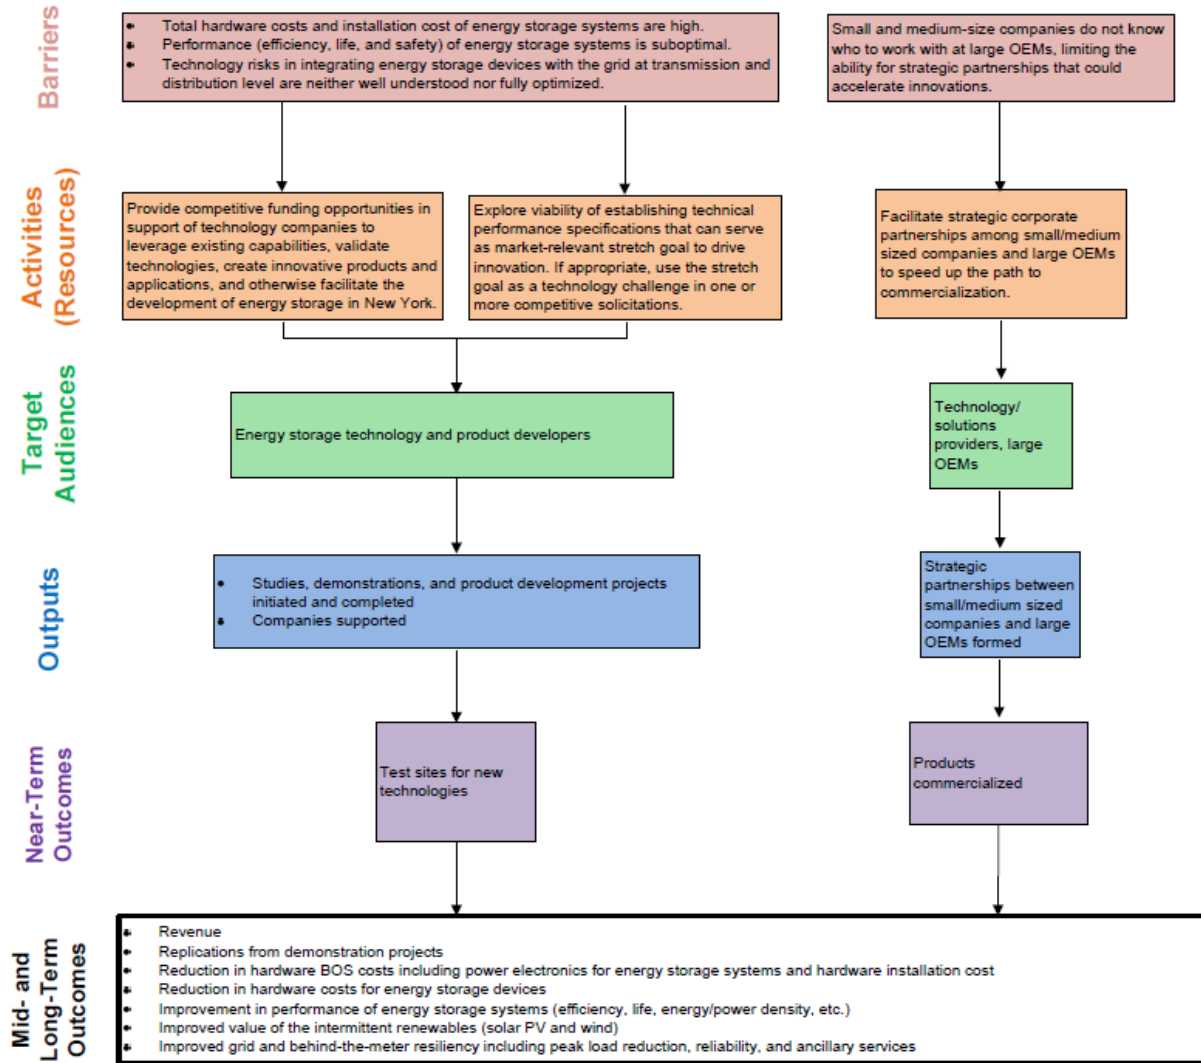 Barriers
• Total hardware costs and installation cost of energy storage systems are high.
• Performance (efficiency, life, and safety) of energy storage systems is suboptimal.
• Technology risks in integrating energy storage devices with the grid at transmission and
distribution level are neither well understood nor fully optimized.
Small and medium-size companies do not know
who to work with at large OEMs, limiting the
ability for strategic partnerships that could
accelerate innovations.
Activities
(Resources)
Provide competitive funding opportunities in
support of technology companies to
leverage existing capabilities, validate
technologies, create innovative products and
applications, and otherwise facilitate the
development of energy storage in New York.
Explore viability of establishing technical
performance specifications that can serve
as market-relevant stretch goal to drive
innovation. If appropriate, use the stretch
goal as a technology challenge in one or
more competitive solicitations.
Facilitate strategic corporate
partnerships among small/medium
sized companies and large OEMs
to speed up the path to
commercialization.
Target
Audiences
Energy storage technology and product developers
Technology/
solutions
providers, large
OEMs
Outputs
• Studies, demonstrations, and product development projects
initiated and completed
• Companies supported
Strategic
partnerships between
small/medium sized
companies and large
OEMs formed
Near-Term
Outcomes
Test sites for new
technologies
Products
commercialized
Mid- and
Long-Term
Outcomes
• Revenue
• Replications from demonstration projects
• Reduction in hardware BOS costs including power electronics for energy storage systems and hardware installation cost
• Reduction in hardware costs for energy storage devices
• Improvement in performance of energy storage systems (efficiency, life, energy/power density, etc.)
• Improved value of the intermittent renewables (solar PV and wind)
• Improved grid and behind-the-meter resiliency including peak load reduction, reliability, and ancillary services